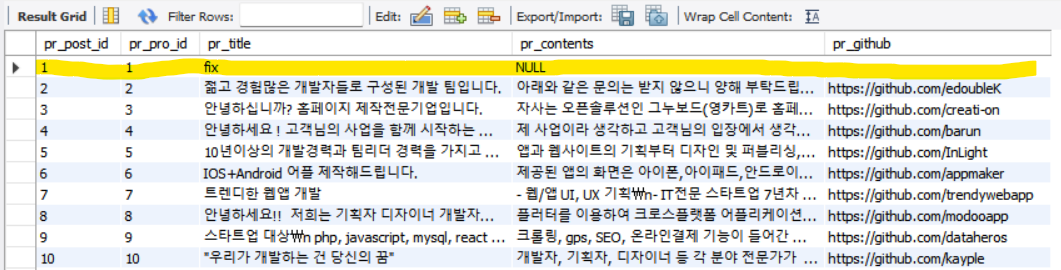 Result Grid Filter Rows: Edit: Export/Import: Wrap Cell Content:
pr_post_id pr_pro_id pr_title pr_contents pr_github
1 1 fix NULL
2 2 젊고 경험많은 개발자들로 구성된 개발 팀입니다. 아래와 같은 문의는 받지 않으니 양해 부탁드립... https://github.com/edoubleK
3 3 안녕하십니까? 홈페이지 제작전문기업입니다. 자사는 오픈솔루션인 그누보드(영카트)로 홈페... https://github.com/creati-on
4 4 안녕하세요! 고객님의 사업을 함께 시작하는 ... 제 사업이라 생각하고 고객님의 입장에서 생각... https://github.com/barun
5 5 10년이상의 개발경력과 팀리더 경력을 가지고 ... 앱과 웹사이트의 기획부터 디자인 및 퍼블리싱,... https://github.com/InLight
6 6 IOS+Android 어플 제작해드립니다. 제공된 앱의 화면은 아이폰,아이패드,안드로이... https://github.com/appmaker
7 7 트렌디한 웹앱 개발 - 웹/앱 UI, UX 기획₩n- IT전문 스타트업 7년차 ... https://github.com/trendywebapp
8 8 안녕하세요!! 저희는 기획자 디자이너 개발자... 플러터를 이용하여 크로스플랫폼 어플리케이션... https://github.com/modooapp
9 9 스타트업 대상₩n php, javascript, mysql, react ... 크롤링, gps, SEO, 온라인결제 기능이 들어간 ... https://github.com/dataheros
10 10 "우리가 개발하는 건 당신의 꿈" 개발자, 기획자, 디자이너 등 각 분야 전문가가 ... https://github.com/kayple